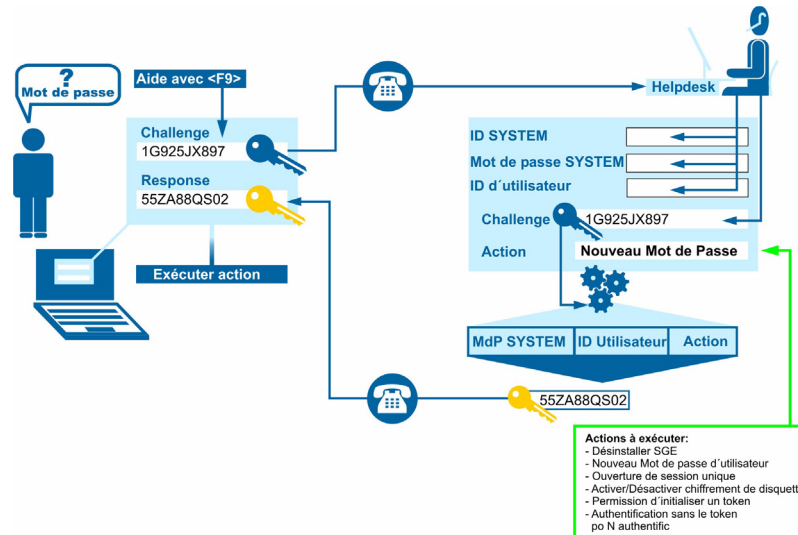 ?
Mot de passe
Aide avec <F9>
Challenge
1G925JX897
Response
55ZA88QS02
Exécuter action
Helpdesk
ID SYSTEM
Mot de passe SYSTEM
ID d´utilisateur
Challenge
1G925JX897
Action
Nouveau Mot de Passe
MdP SYSTEM
ID Utilisateur
Action
55ZA88QS02
Actions à exécuter:
- Désinstaller SGE
- Nouveau Mot de passe d´utilisateur
- Ouverture de session unique
- Activer/Désactiver chiffrement de disquett
- Permission d´initialiser un token
- Authentification sans le token
po N authentific